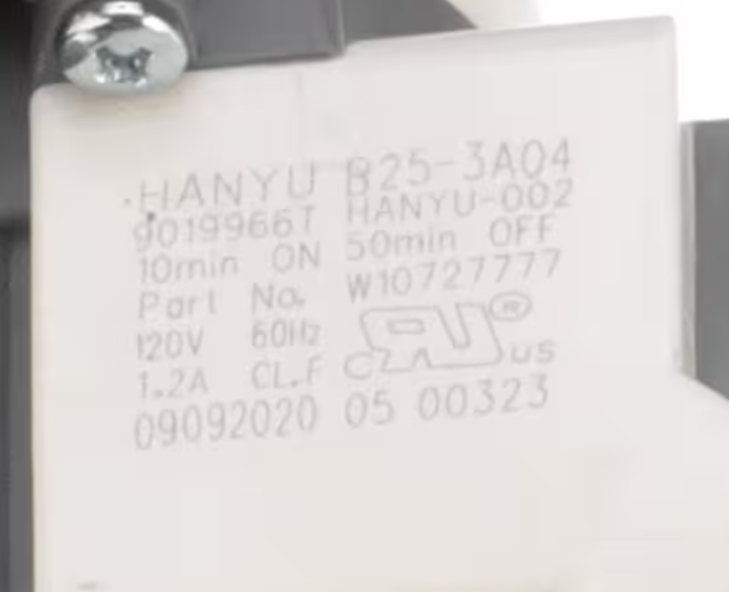 HANYU B25-3A04
9019966T HANYU-002
10min ON 50min OFF
Part No. W10727777
120V 60Hz
1.2A CL.F C US ®
09092020 05 00323